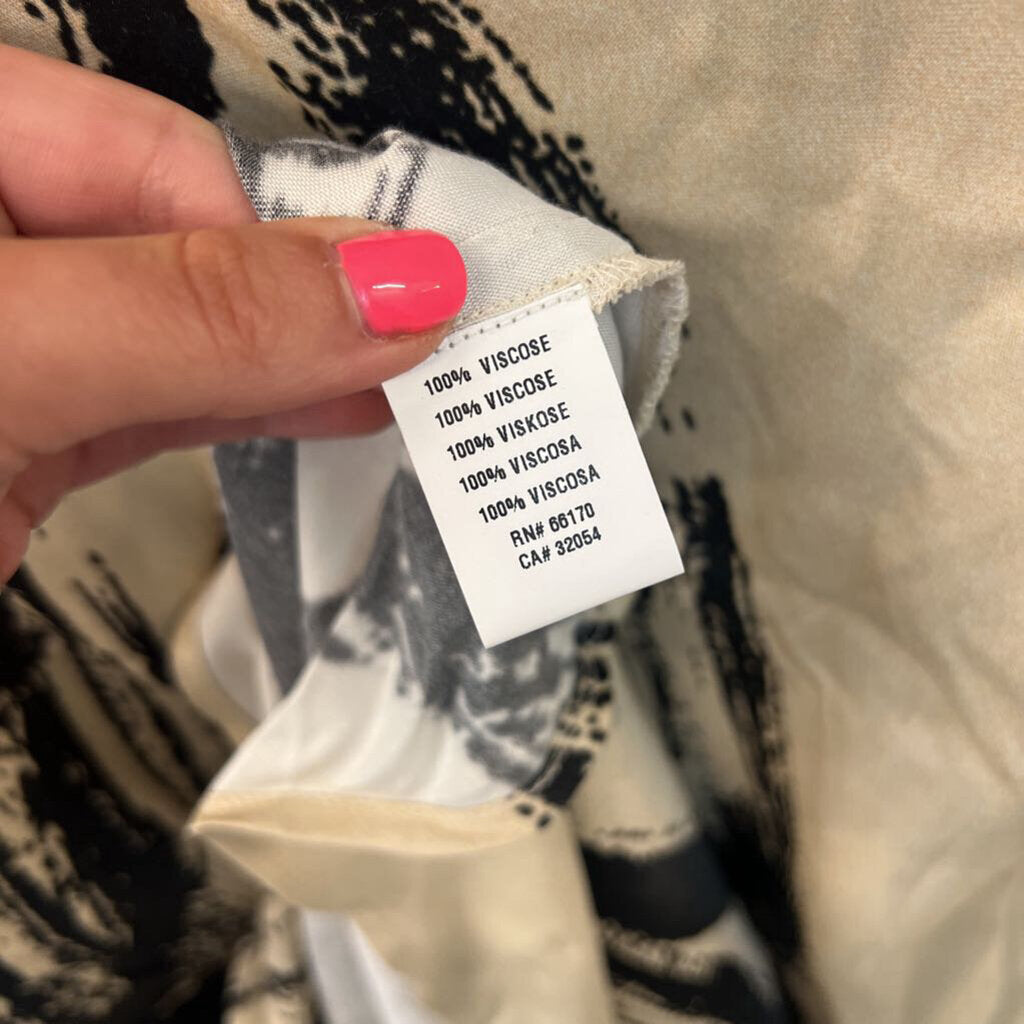 100% VISCOSE
100% VISCOSE
100% VISKOSE
100% VISCOSA
100% VISCOSA
RN# 66170
CA# 32054